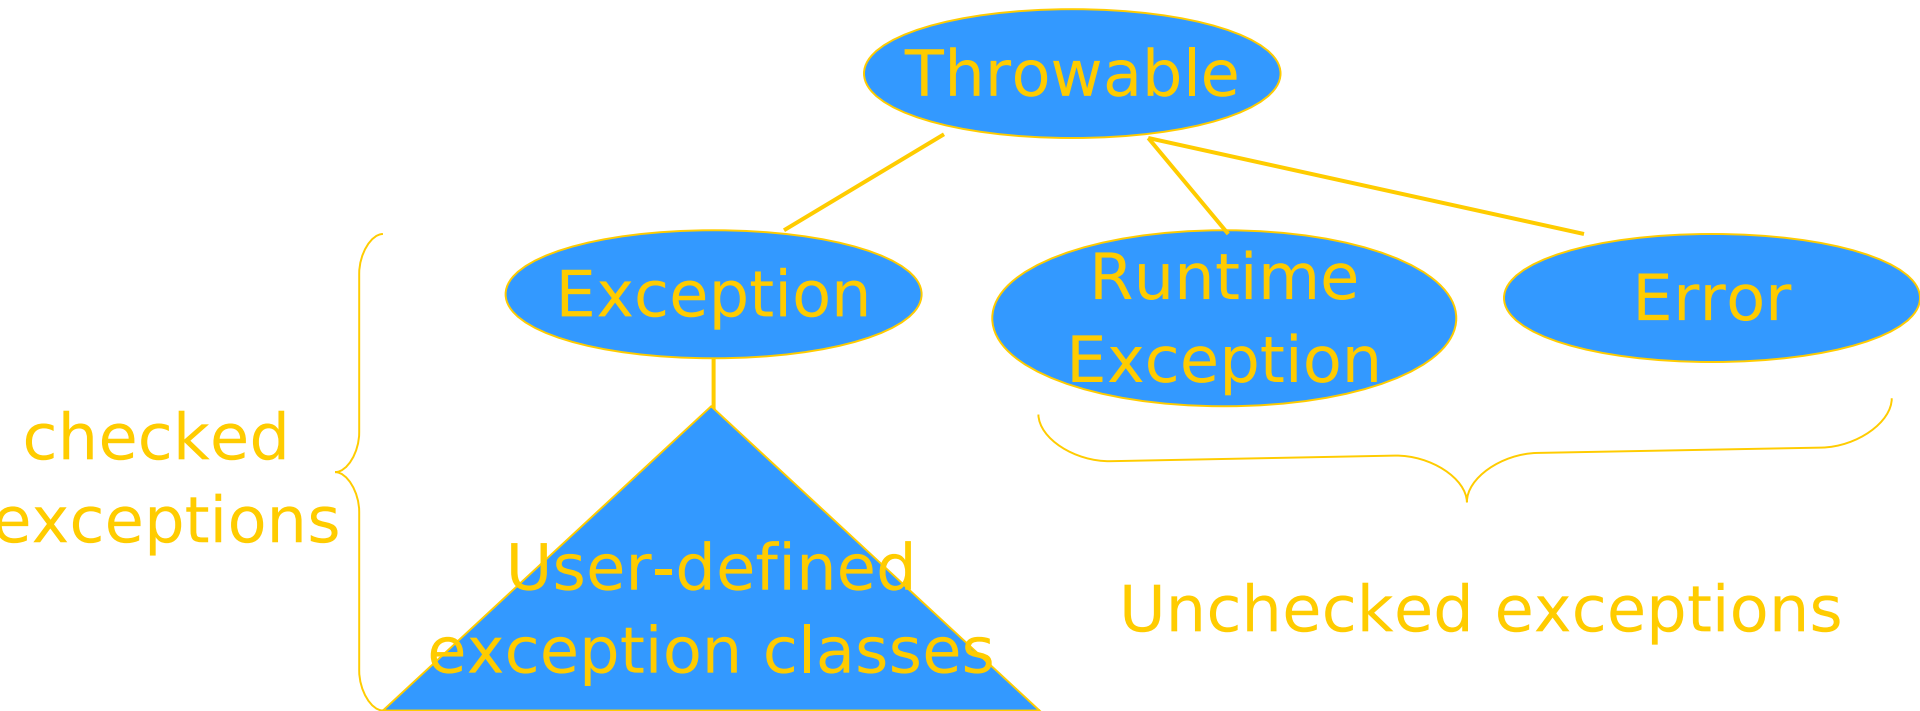 Throwable
Exception
Runtime
Exception
Error
checked
exceptions
User-defined
exception classes
Unchecked exceptions